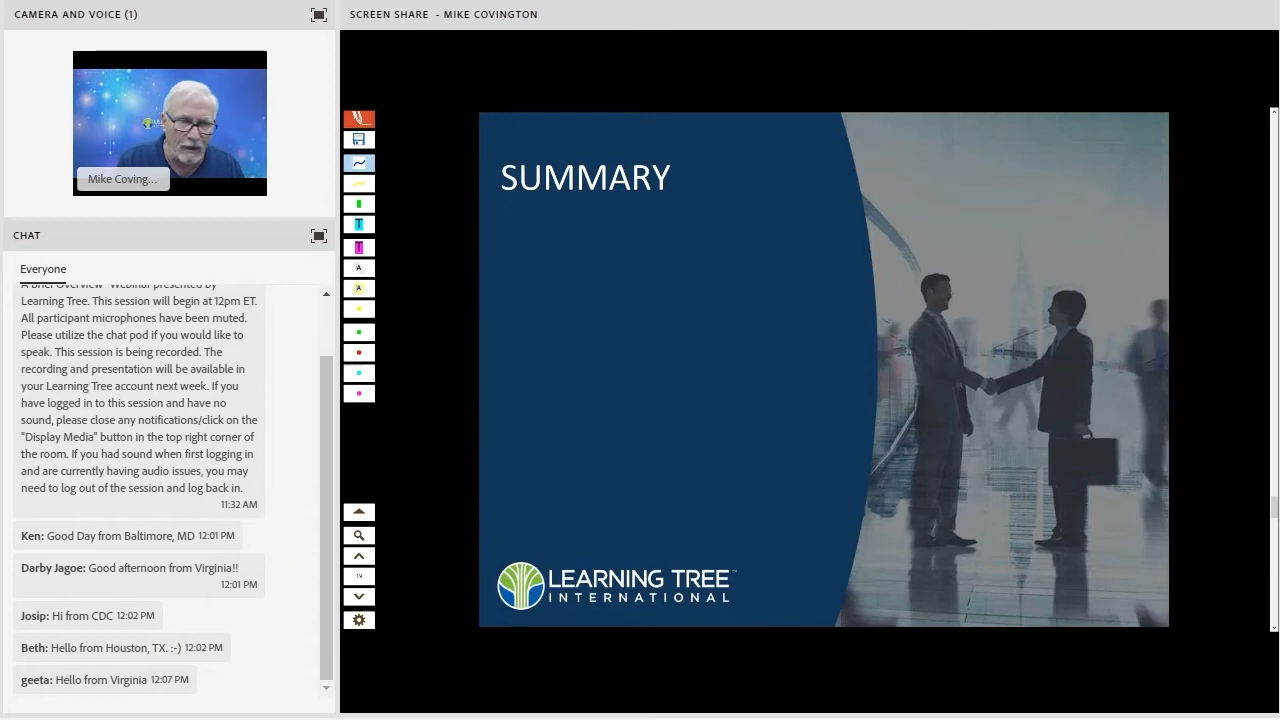 CAMERA AND VOICE (1)
Mike Coving...
CHAT
Everyone
A Brief Overview" Webinar presented by
Learning Tree. This session will begin at 12pm ET.
All participant microphones have been muted.
Please utilize the chat pod if you would like to
speak. This session is being recorded. The
recording and presentation will be available in
your Learning Tree account next week. If you
have logged in to this session and have no
sound, please close any notifications/click on the
"Display Media" button in the top right corner of
the room. If you had sound when first logging in
and are currently having audio issues, you may
need to log out of the session and log back in.
11:32 AM
Ken: Good Day from Baltimore, MD 12:01 PM
Darby Jagoe: Good afternoon from Virginia!!
12:01 PM
Josip: Hi from CDC 12:02 PM
Beth: Hello from Houston, TX. :-) 12:02 PM
geeta: Hello from Virginia 12:07 PM
SCREEN SHARE - MIKE COVINGTON
T
T
A
A
19
SUMMARY
LEARNING TREE™
INTERNATIONAL